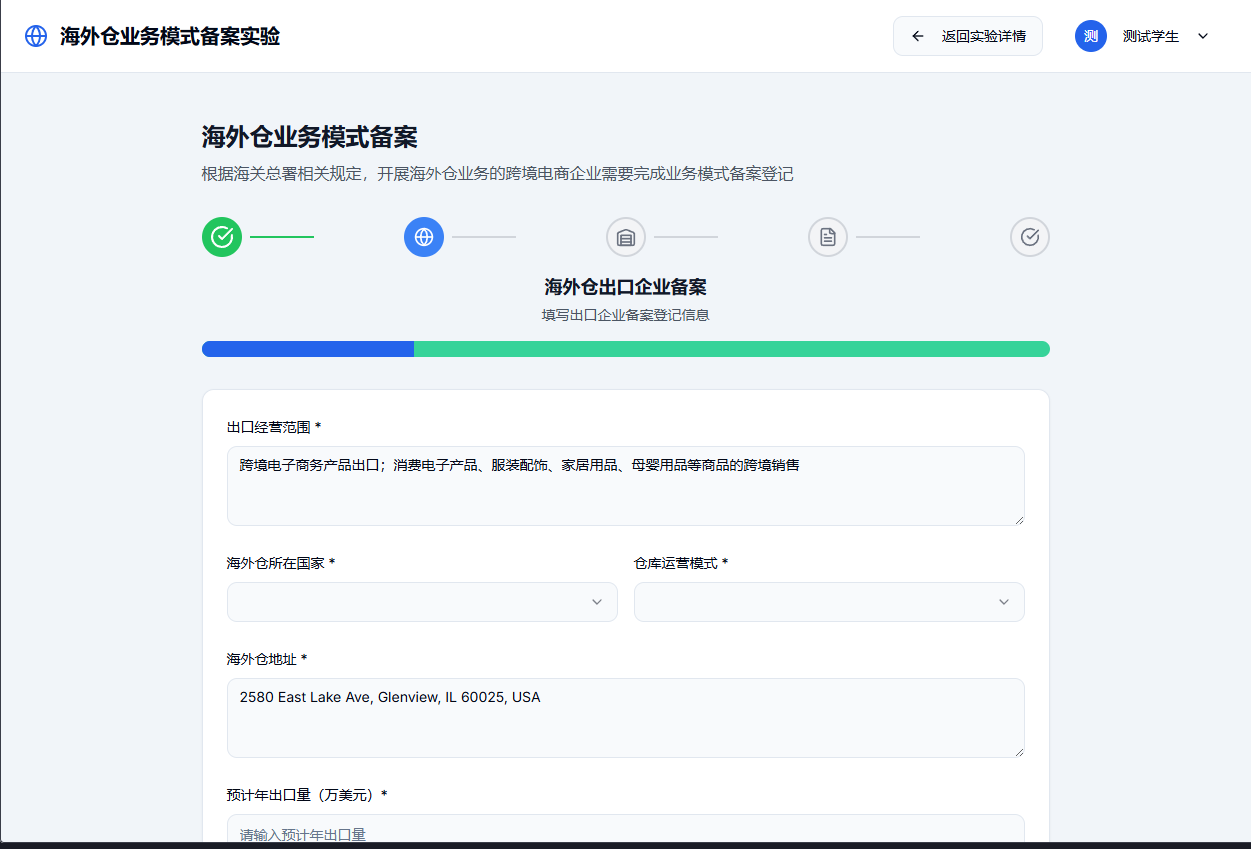 海外仓业务模式备案实验
返回实验详情
测
测试学生
海外仓业务模式备案
根据海关总署相关规定，开展海外仓业务的跨境电商企业需要完成业务模式备案登记
海外仓出口企业备案
填写出口企业备案登记信息
出口经营范围 *
跨境电子商务产品出口；消费电子产品、服装配饰、家居用品、母婴用品等商品的跨境销售
海外仓所在国家 *
仓库运营模式 *
海外仓地址 *
2580 East Lake Ave, Glenview, IL 60025, USA
预计年出口量（万美元）*
请输入预计年出口量